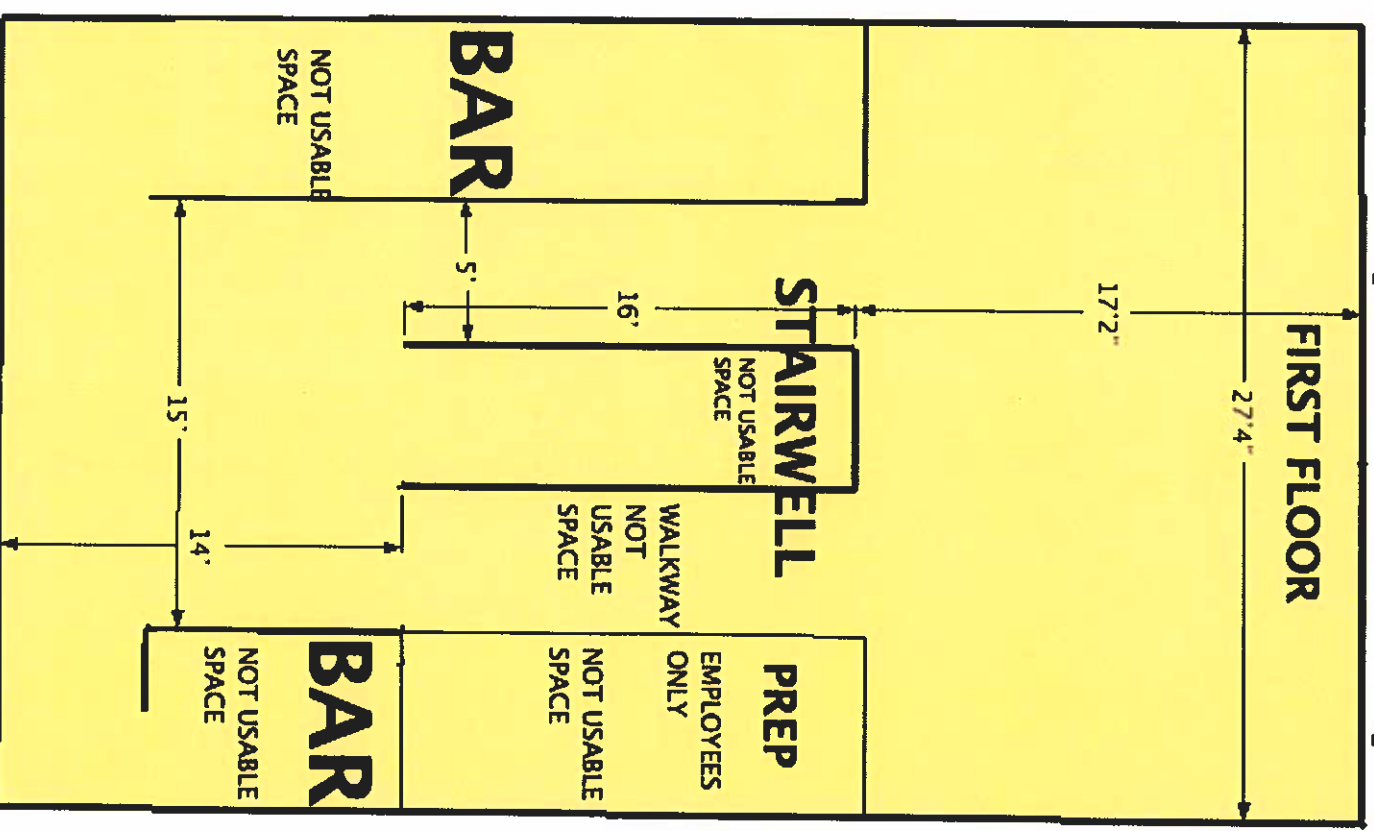 FIRST FLOOR
27'4"
17'2"
STAIRWELL
NOT USABLE
SPACE
16'
5'
BAR
NOT USABLE
SPACE
WALKWAY
NOT
USABLE
SPACE
PREP
EMPLOYEES
ONLY
NOT USABLE
SPACE
BAR
NOT USABLE
SPACE
14'
15'